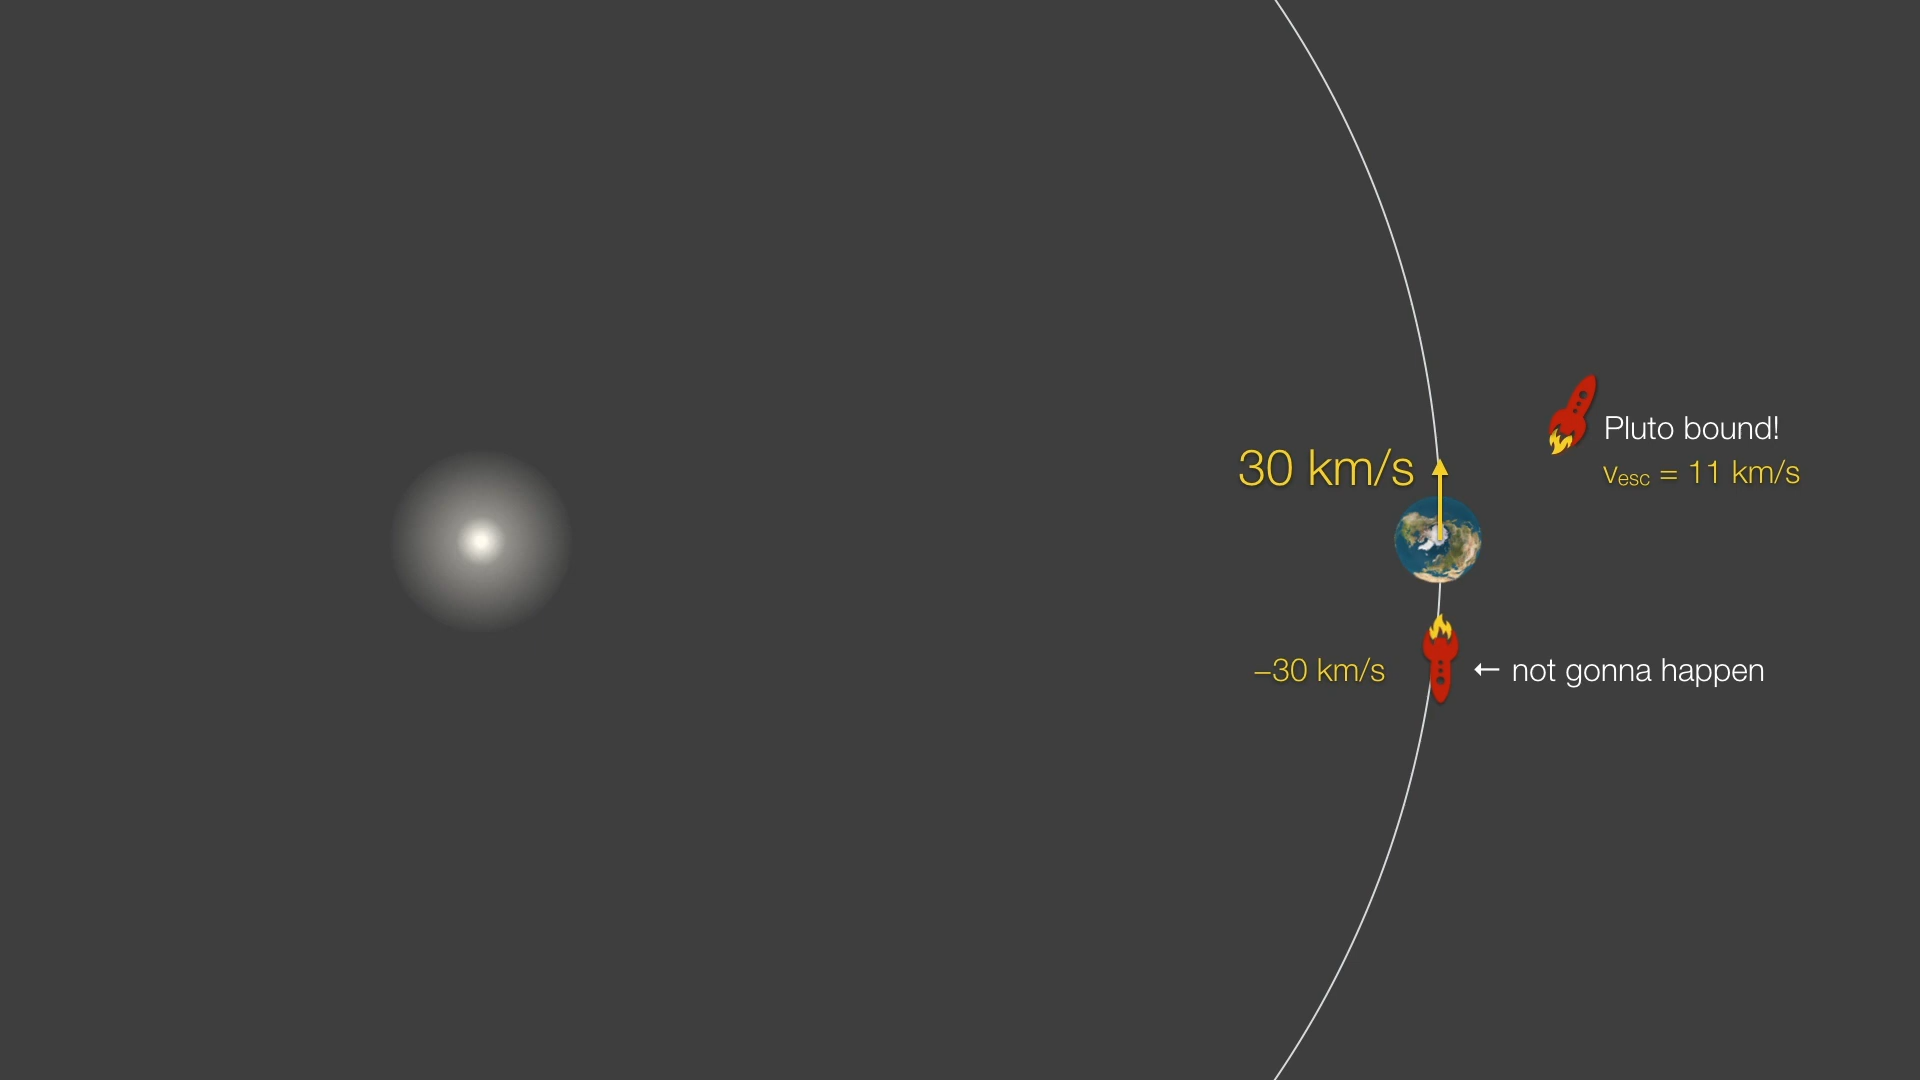 Pluto bound!
30 km/s
vesc = 11 km/s
–30 km/s
← not gonna happen